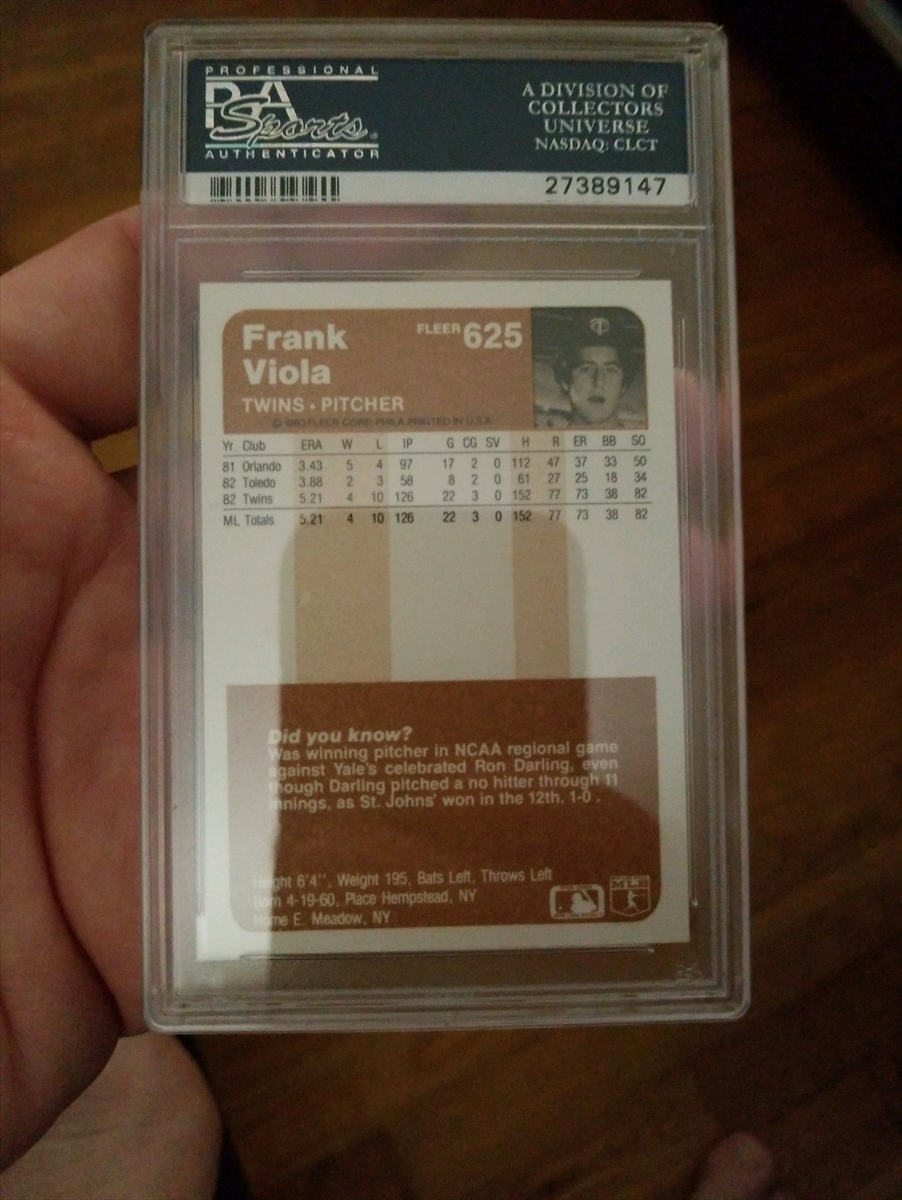 PROFESSIONAL
PSA
Sports
AUTHENTICATOR
A DIVISION OF
COLLECTORS
UNIVERSE
NASDAQ: CLCT
27389147
Frank
Viola
FLEER 625
TWINS • PITCHER
© 1983 FLEER CORP. PHILA. PRINTED IN U.S.A.
Yr Club ERA W L IP G CG SV H R ER BB SO
81 Orlando 3.43 5 4 97 17 2 0 112 47 37 33 50
82 Toledo 3.88 2 3 58 8 2 0 61 27 25 18 34
82 Twins 5.21 4 10 126 22 3 0 152 77 73 38 82
ML Totals 5.21 4 10 126 22 3 0 152 77 73 38 82
Did you know?
Was winning pitcher in NCAA regional game
against Yale's celebrated Ron Darling, even
though Darling pitched a no hitter through 11
innings, as St. Johns' won in the 12th, 1-0 .
Height 6'4'', Weight 195, Bats Left, Throws Left
Born 4-19-60, Place Hempstead, NY
Home E. Meadow, NY